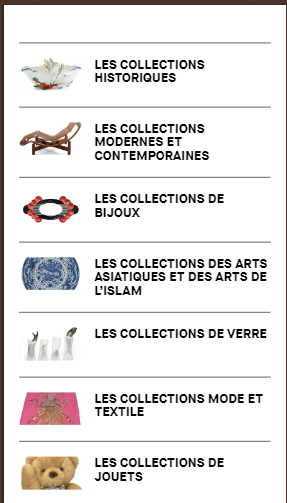 LES COLLECTIONS
HISTORIQUES
LES COLLECTIONS
MODERNES ET
CONTEMPORAINES
LES COLLECTIONS DE
BIJOUX
LES COLLECTIONS DES ARTS
ASIATIQUES ET DES ARTS DE
L'ISLAM
LES COLLECTIONS DE VERRE
LES COLLECTIONS MODE ET
TEXTILE
LES COLLECTIONS DE
JOUETS